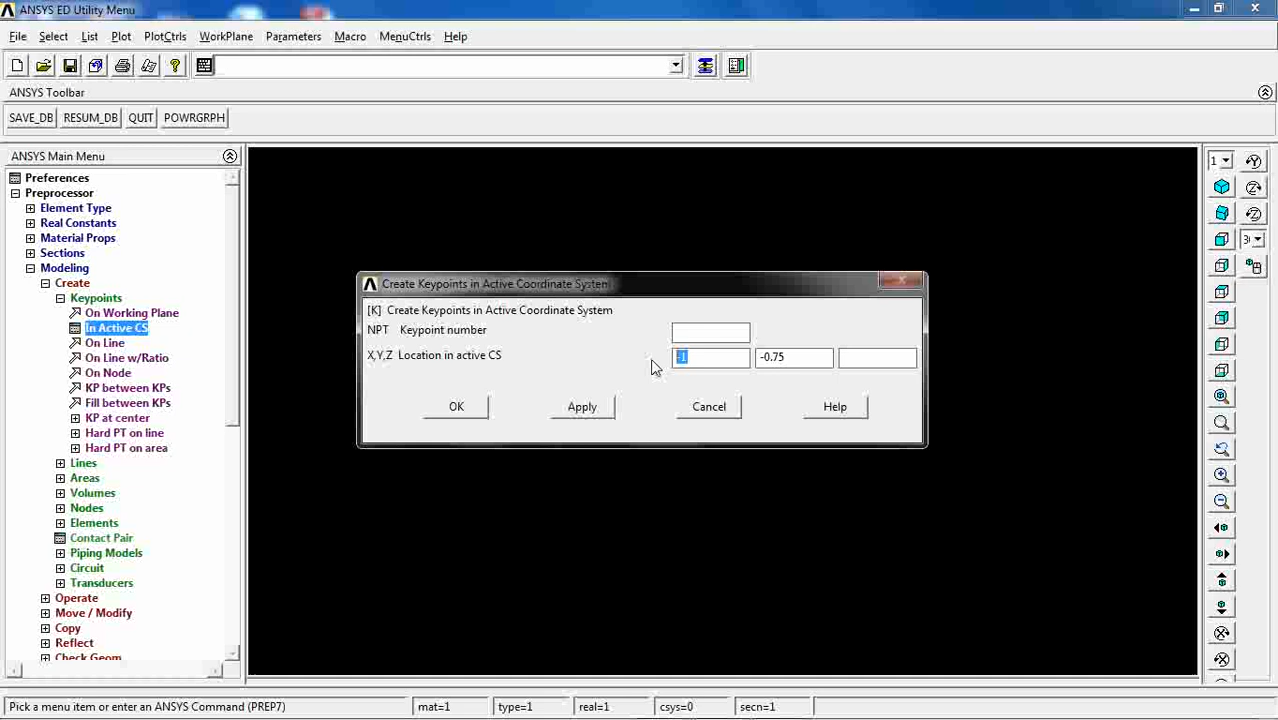 ANSYS ED Utility Menu
File Select List Plot PlotCtrls WorkPlane Parameters Macro MenuCtrls Help
ANSYS Toolbar
SAVE_DB RESUM_DB QUIT POWRGRPH
ANSYS Main Menu
Preferences
Preprocessor
Element Type
Real Constants
Material Props
Sections
Modeling
Create
Keypoints
On Working Plane
In Active CS
On Line
On Line w/Ratio
On Node
KP between KPs
Fill between KPs
KP at center
Hard PT on line
Hard PT on area
Lines
Areas
Volumes
Nodes
Elements
Contact Pair
Piping Models
Circuit
Transducers
Operate
Move / Modify
Copy
Reflect
Check Geom
Create Keypoints in Active Coordinate System
[K] Create Keypoints in Active Coordinate System
NPT Keypoint number
X,Y,Z Location in active CS -1 -0.75
OK Apply Cancel Help
1
Pick a menu item or enter an ANSYS Command (PREP7) mat=1 type=1 real=1 csys=0 secn=1